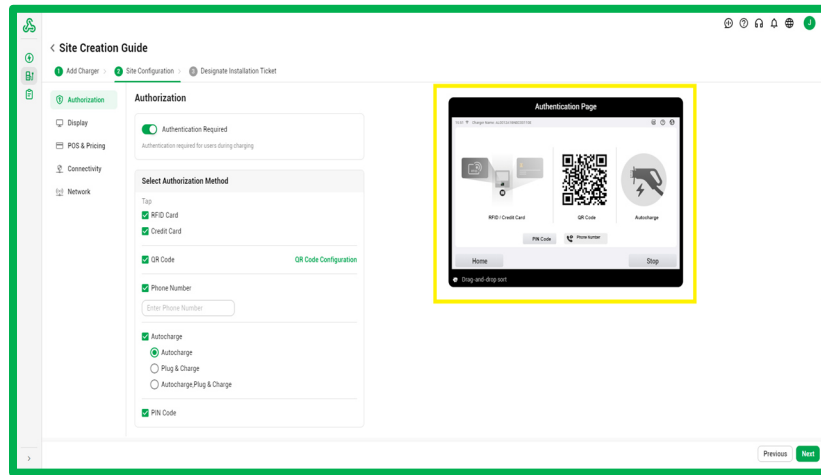 J
< Site Creation Guide
1 Add Charger > 2 Site Configuration > 3 Designate Installation Ticket
Authorization
Display
POS & Pricing
Connectivity
Network
Authorization
Authentication Required
Authentication required for users during charging
Select Authorization Method
Tap
RFID Card
Credit Card
QR Code QR Code Configuration
Phone Number
Enter Phone Number
Autocharge
Autocharge
Plug & Charge
Autocharge,Plug & Charge
PIN Code
Authentication Page
RFID / Credit Card QR Code Autocharge
PIN Code Phone Number
Home Stop
Drag-and-drop sort
Previous Next